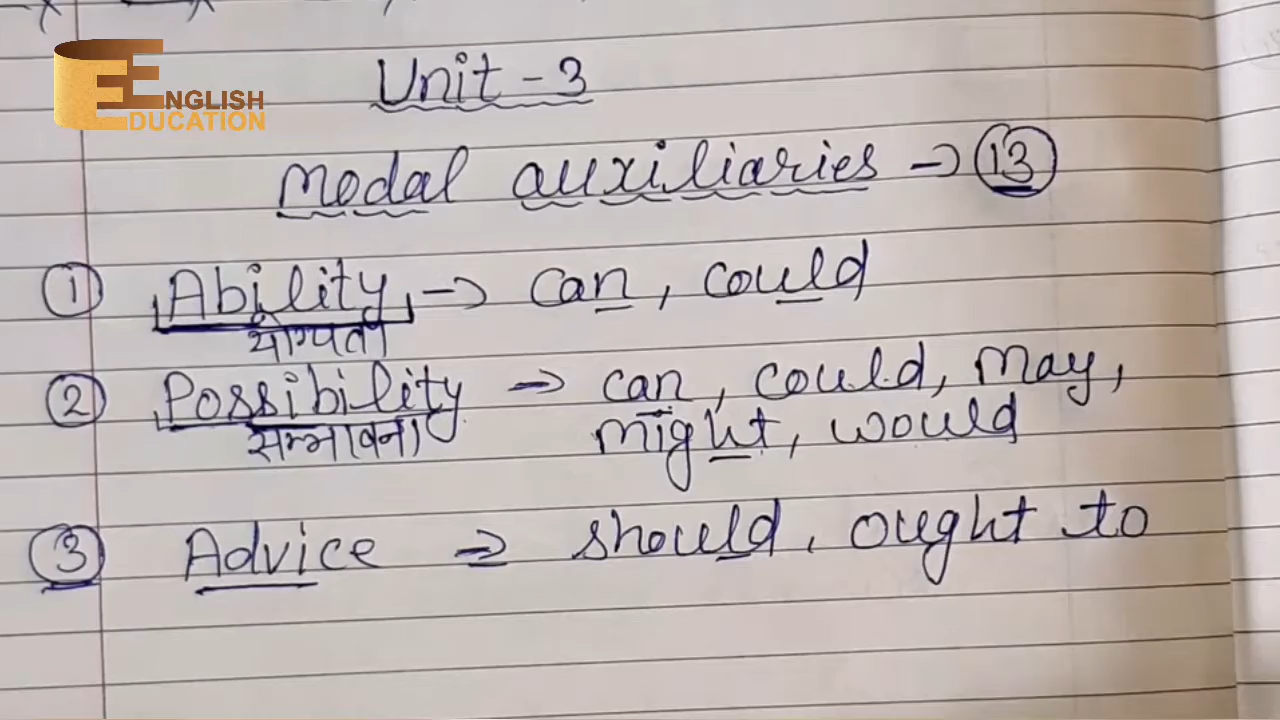 ENGLISH
EDUCATION
Unit - 3
Modal auxiliaries → 13
1 Ability → can, could
योग्यता
2 Possibility → can, could, may,
सम्भावना might, would
3 Advice → should, ought to